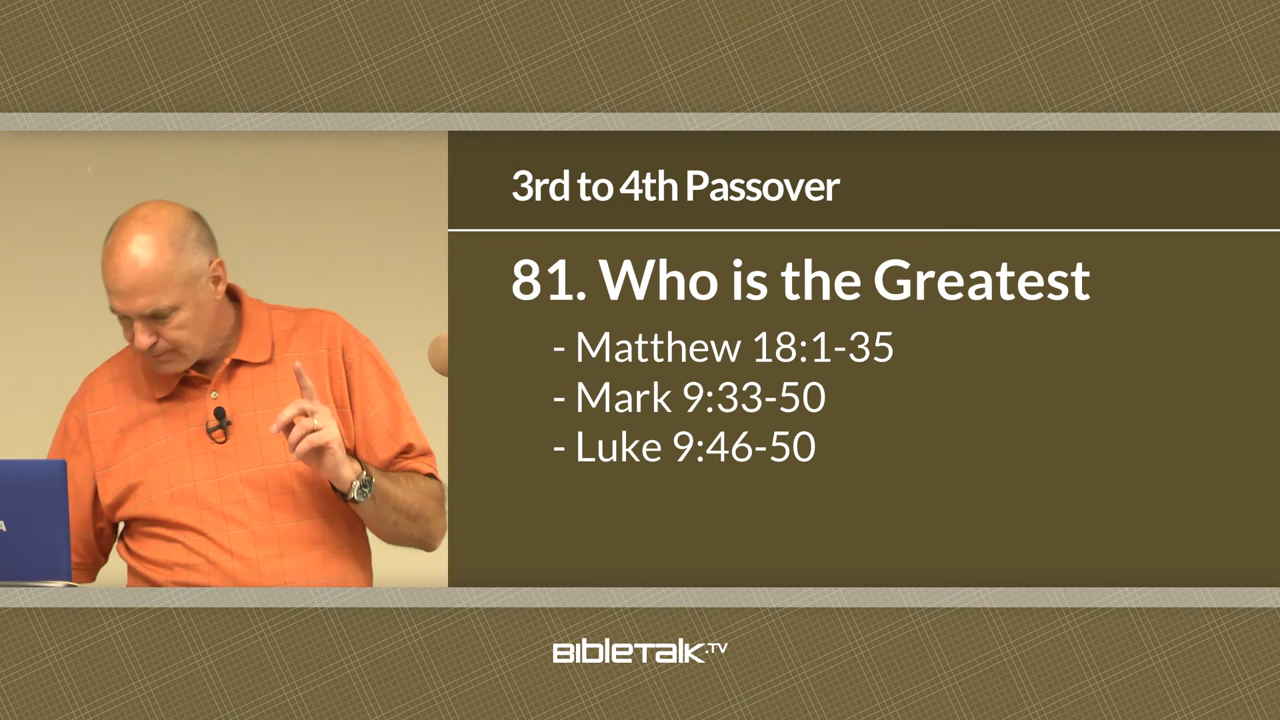 3rd to 4th Passover
81. Who is the Greatest
- Matthew 18:1-35
- Mark 9:33-50
- Luke 9:46-50
A
BibleTalk.TV